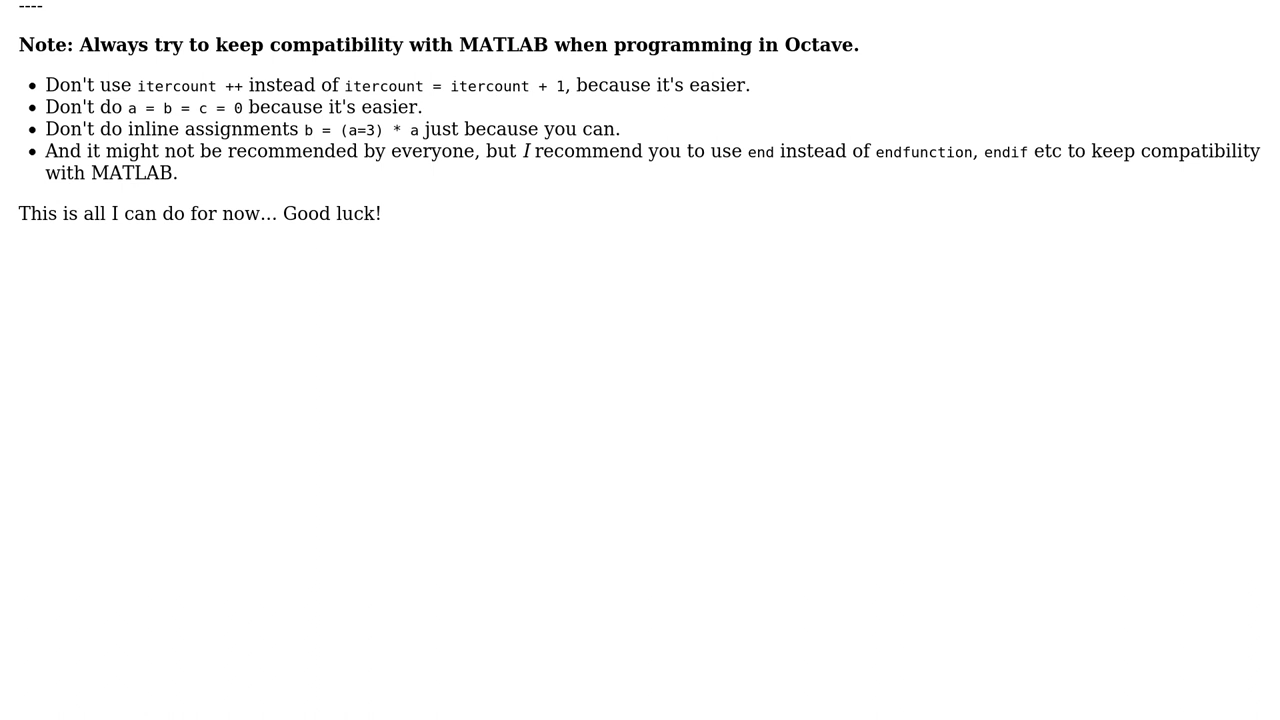 ----
Note: Always try to keep compatibility with MATLAB when programming in Octave.
• Don't use itercount ++ instead of itercount = itercount + 1, because it's easier.
• Don't do a = b = c = 0 because it's easier.
• Don't do inline assignments b = (a=3) * a just because you can.
• And it might not be recommended by everyone, but I recommend you to use end instead of endfunction, endif etc to keep compatibility
with MATLAB.
This is all I can do for now... Good luck!